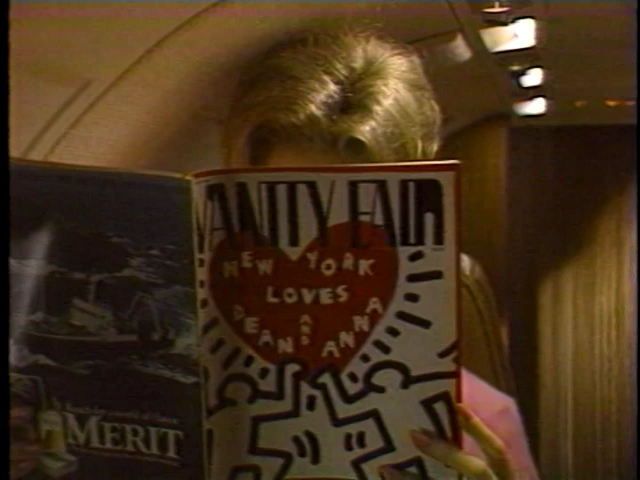 VANITY FAIR
NEW YORK
LOVES
DEAN AND ANNA
MERIT